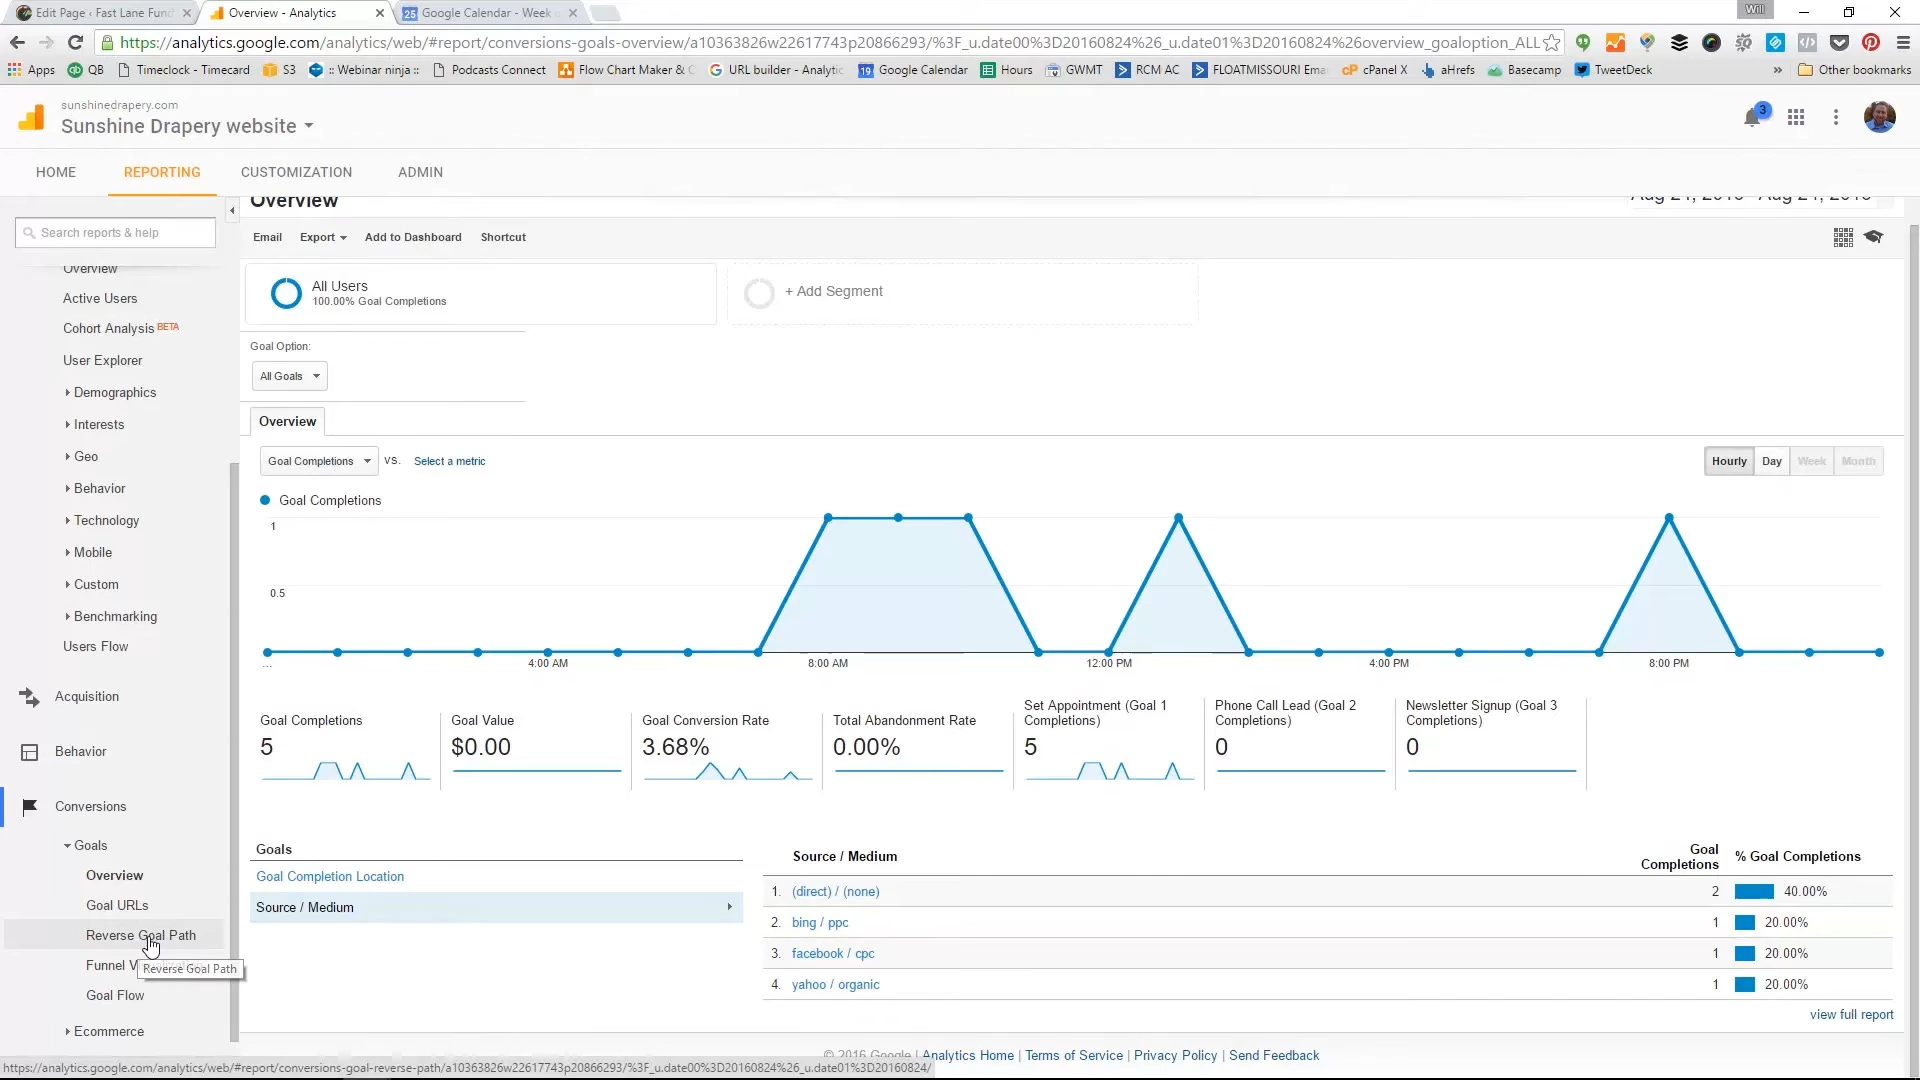 Edit Page ‹ Fast Lane Fund
Overview - Analytics
Google Calendar - Week
Will
https://analytics.google.com/analytics/web/#report/conversions-goals-overview/a10363826w22617743p20866293/%3F_u.date00%3D20160824%26_u.date01%3D20160824%26overview_goaloption_ALL
Apps QB Timeclock - Timecard S3 :: Webinar ninja :: Podcasts Connect Flow Chart Maker & URL builder - Analytic Google Calendar Hours GWMT RCM AC FLOATMISSOURI Ema cPanel X aHrefs Basecamp TweetDeck » Other bookmarks
sunshinedrapery.com
Sunshine Drapery website
3
HOME REPORTING CUSTOMIZATION ADMIN
Overview
Search reports & help
Email Export Add to Dashboard Shortcut
Overview
Active Users
Cohort Analysis BETA
User Explorer
Demographics
Interests
Geo
Behavior
Technology
Mobile
Custom
Benchmarking
Users Flow
Acquisition
Behavior
Conversions
Goals
Overview
Goal URLs
Reverse Goal Path
Funnel
Reverse Goal Path
Goal Flow
Ecommerce
All Users
100.00% Goal Completions
+ Add Segment
Goal Option:
All Goals
Overview
Goal Completions VS. Select a metric
Hourly Day Week Month
Goal Completions
1
0.5
... 4:00 AM 8:00 AM 12:00 PM 4:00 PM 8:00 PM
Goal Completions
5
Goal Value
$0.00
Goal Conversion Rate
3.68%
Total Abandonment Rate
0.00%
Set Appointment (Goal 1
Completions)
5
Phone Call Lead (Goal 2
Completions)
0
Newsletter Signup (Goal 3
Completions)
0
Goals
Goal Completion Location
Source / Medium
Source / Medium Goal Completions % Goal Completions
1. (direct) / (none) 2 40.00%
2. bing / ppc 1 20.00%
3. facebook / cpc 1 20.00%
4. yahoo / organic 1 20.00%
view full report
© 2016 Google | Analytics Home | Terms of Service | Privacy Policy | Send Feedback
https://analytics.google.com/analytics/web/#report/conversions-goal-reverse-path/a10363826w22617743p20866293/%3F_u.date00%3D20160824%26_u.date01%3D20160824/